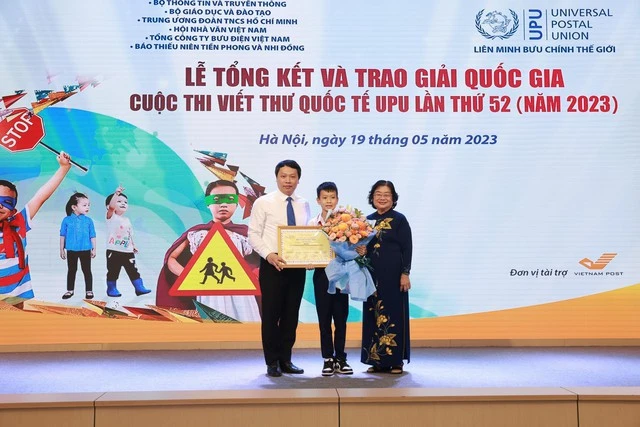 • BỘ THÔNG TIN VÀ TRUYỀN THÔNG
• BỘ GIÁO DỤC VÀ ĐÀO TẠO
• TRUNG ƯƠNG ĐOÀN TNCS HỒ CHÍ MINH
• HỘI NHÀ VĂN VIỆT NAM
• TỔNG CÔNG TY BƯU ĐIỆN VIỆT NAM
• BÁO THIẾU NIÊN TIỀN PHONG VÀ NHI ĐỒNG
UPU
UNIVERSAL
POSTAL
UNION
LIÊN MINH BƯU CHÍNH THẾ GIỚI
LỄ TỔNG KẾT VÀ TRAO GIẢI QUỐC GIA
CUỘC THI VIẾT THƯ QUỐC TẾ UPU LẦN THỨ 52 (NĂM 2023)
Hà Nội, ngày 19 tháng 05 năm 2023
STOP
Đơn vị tài trợ
VIETNAM POST